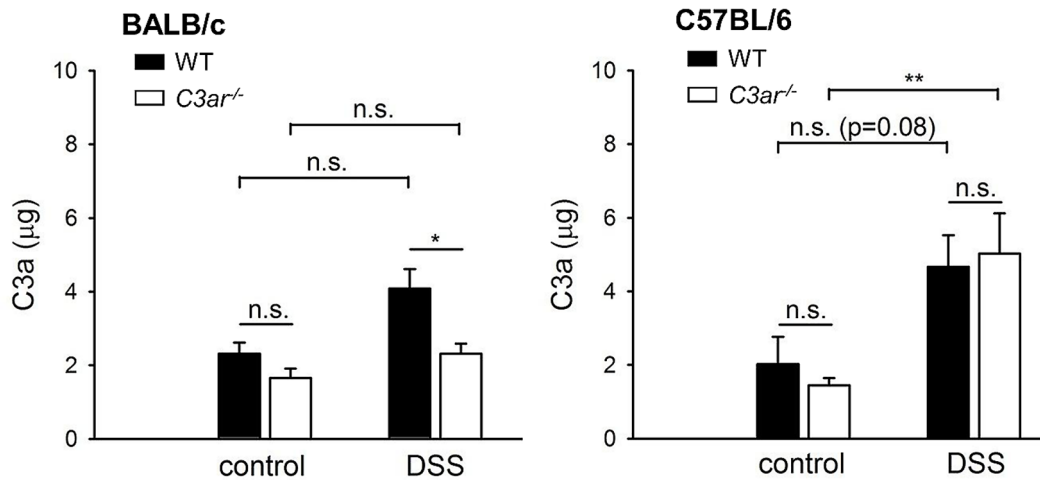 BALB/c
WT
C3ar-/-
10
8
6
4
2
0
C3a (μg)
n.s.
n.s.
*
n.s.
control
DSS
C57BL/6
WT
C3ar-/-
10
8
6
4
2
0
C3a (μg)
**
n.s. (p=0.08)
n.s.
n.s.
control
DSS